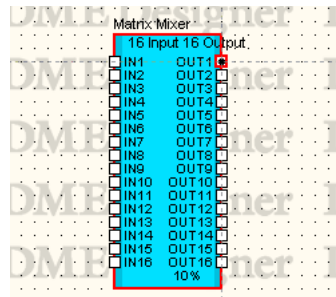 DME Designer
Matrix Mixer
16 Input 16 Output
IN1 OUT1
IN2 OUT2
IN3 OUT3
IN4 OUT4
IN5 OUT5
IN6 OUT6
IN7 OUT7
IN8 OUT8
IN9 OUT9
IN10 OUT10
IN11 OUT11
IN12 OUT12
IN13 OUT13
IN14 OUT14
IN15 OUT15
IN16 OUT16
10%